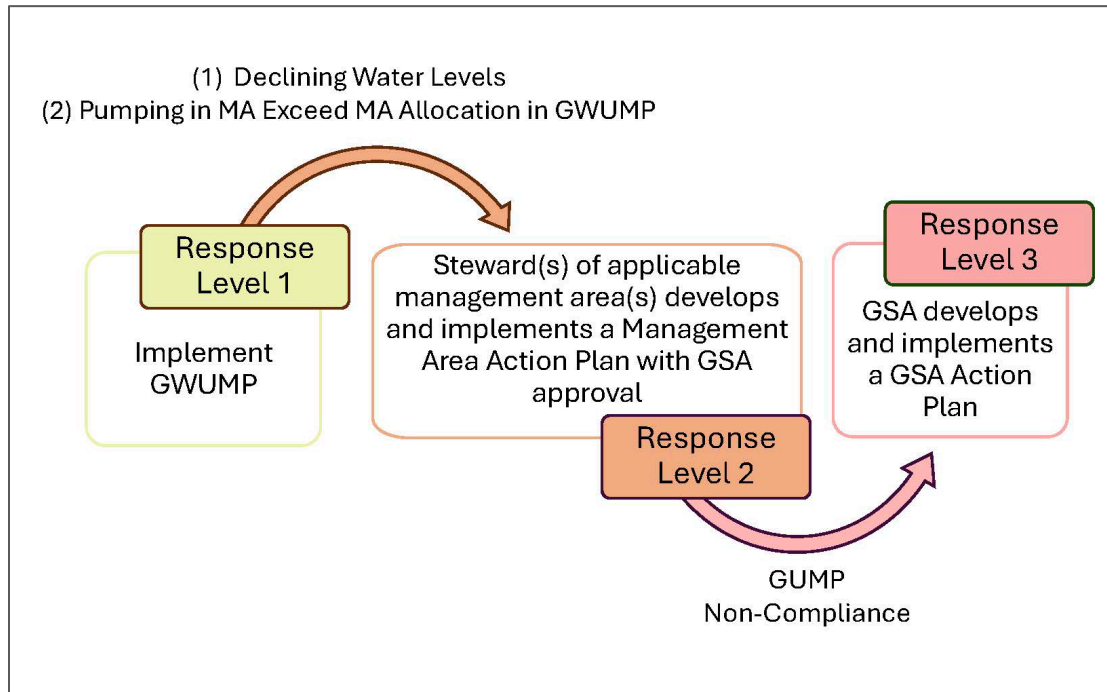 (1) Declining Water Levels
(2) Pumping in MA Exceed MA Allocation in GWUMP
Response
Level 1
Implement
GWUMP
Steward(s) of applicable
management area(s) develops
and implements a Management
Area Action Plan with GSA
approval
Response
Level 2
GUMP
Non-Compliance
Response
Level 3
GSA develops
and implements
a GSA Action
Plan